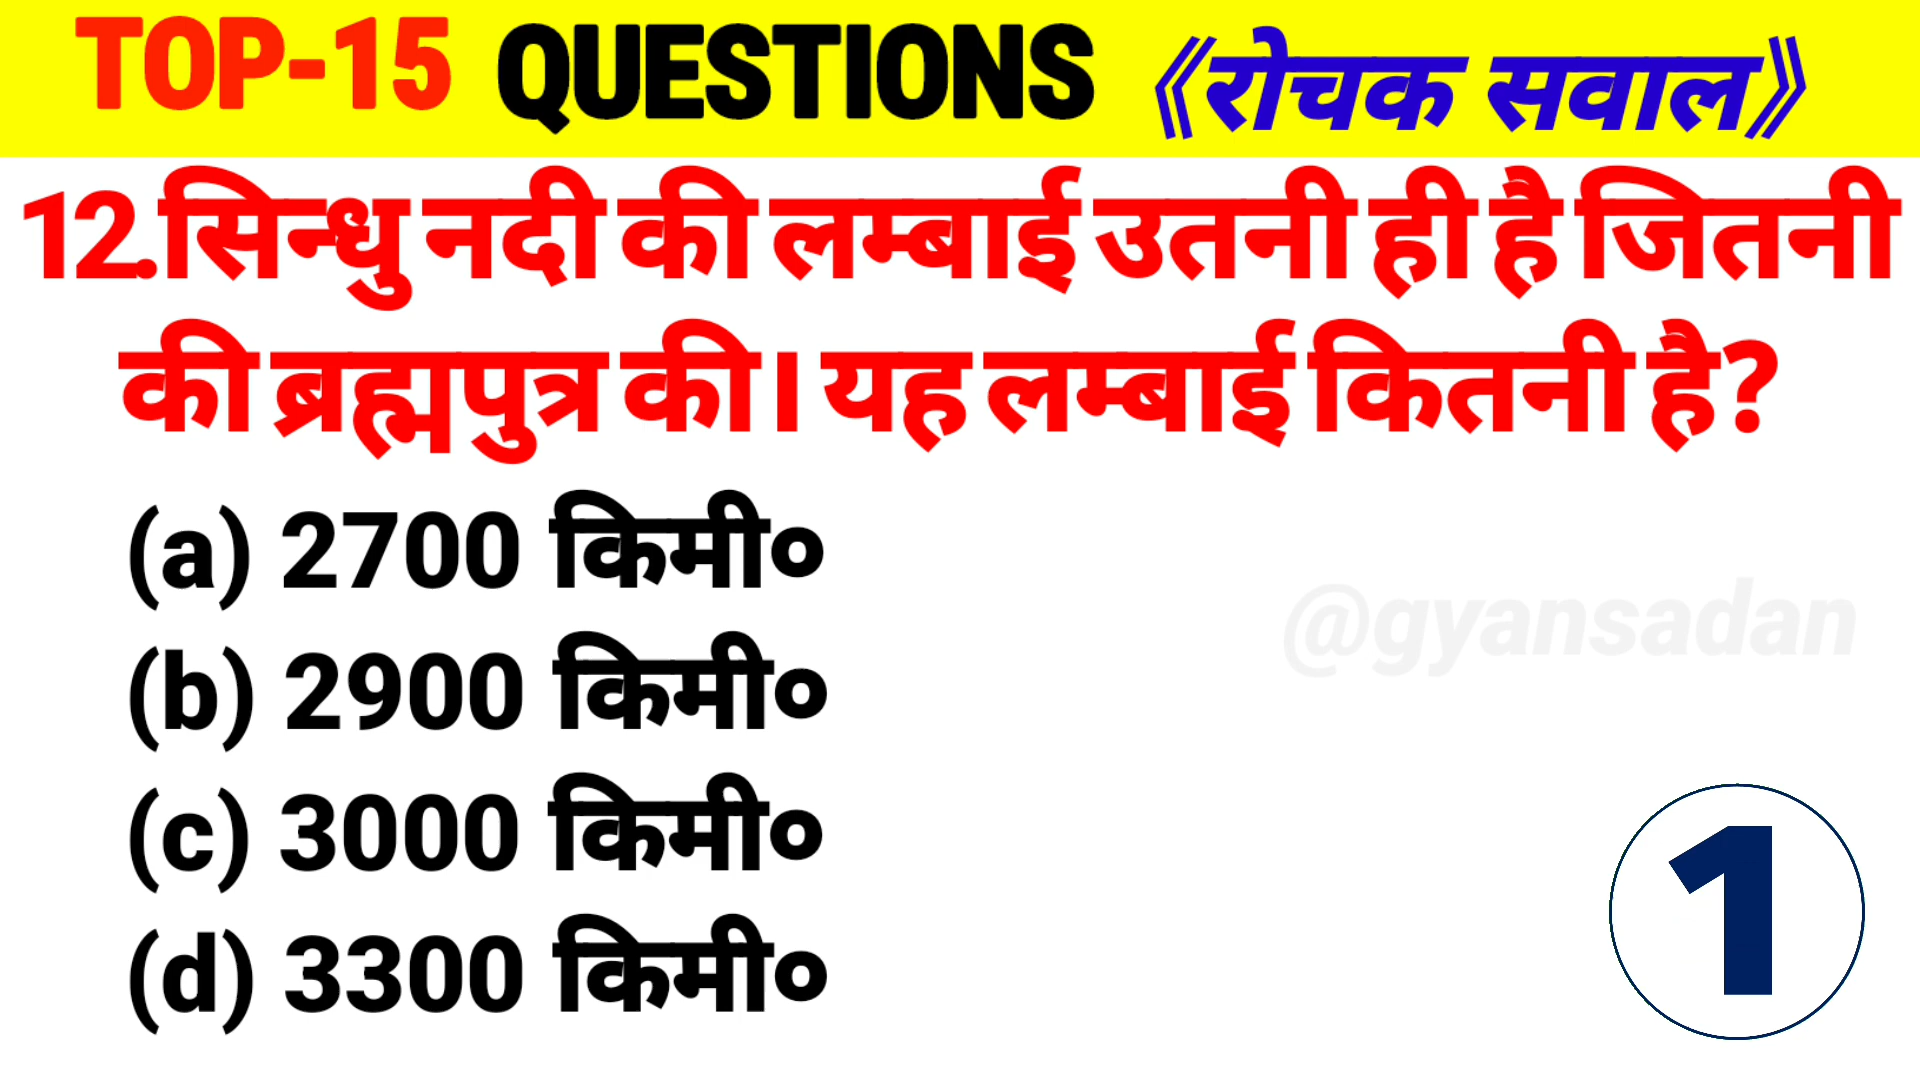 TOP-15 QUESTIONS 《रोचक सवाल》
12.सिन्धु नदी की लम्बाई उतनी ही है जितनी
की ब्रह्मपुत्र की। यह लम्बाई कितनी है?
(a) 2700 किमी०
(b) 2900 किमी०
@gyansadan
(c) 3000 किमी०
(d) 3300 किमी०
1